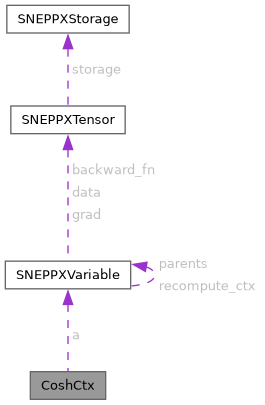 SNEPPXStorage
storage
SNEPPXTensor
backward_fn
data
grad
SNEPPXVariable
parents
recompute_ctx
a
CoshCtx